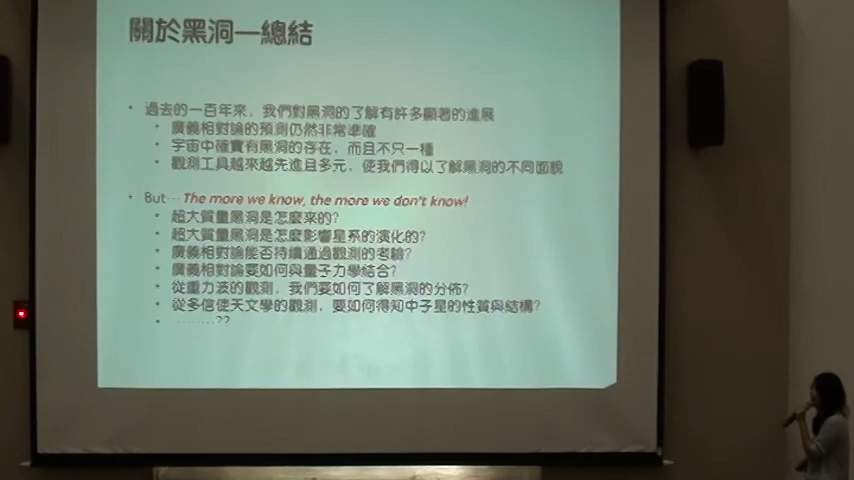 關於黑洞—總結
• 過去的一百年來，我們對黑洞的了解有許多顯著的進展
• 廣義相對論的預測仍然非常準確
• 宇宙中確實有黑洞的存在，而且不只一種
• 觀測工具越來越先進且多元，使我們得以了解黑洞的不同面貌
• But… The more we know, the more we don't know!
• 超大質量黑洞是怎麼來的?
• 超大質量黑洞是怎麼影響星系的演化的?
• 廣義相對論能否持續通過觀測的考驗?
• 廣義相對論要如何與量子力學結合?
• 從重力波的觀測，我們要如何了解黑洞的分佈?
• 從多信使天文學的觀測，要如何得知中子星的性質與結構?
• ………??